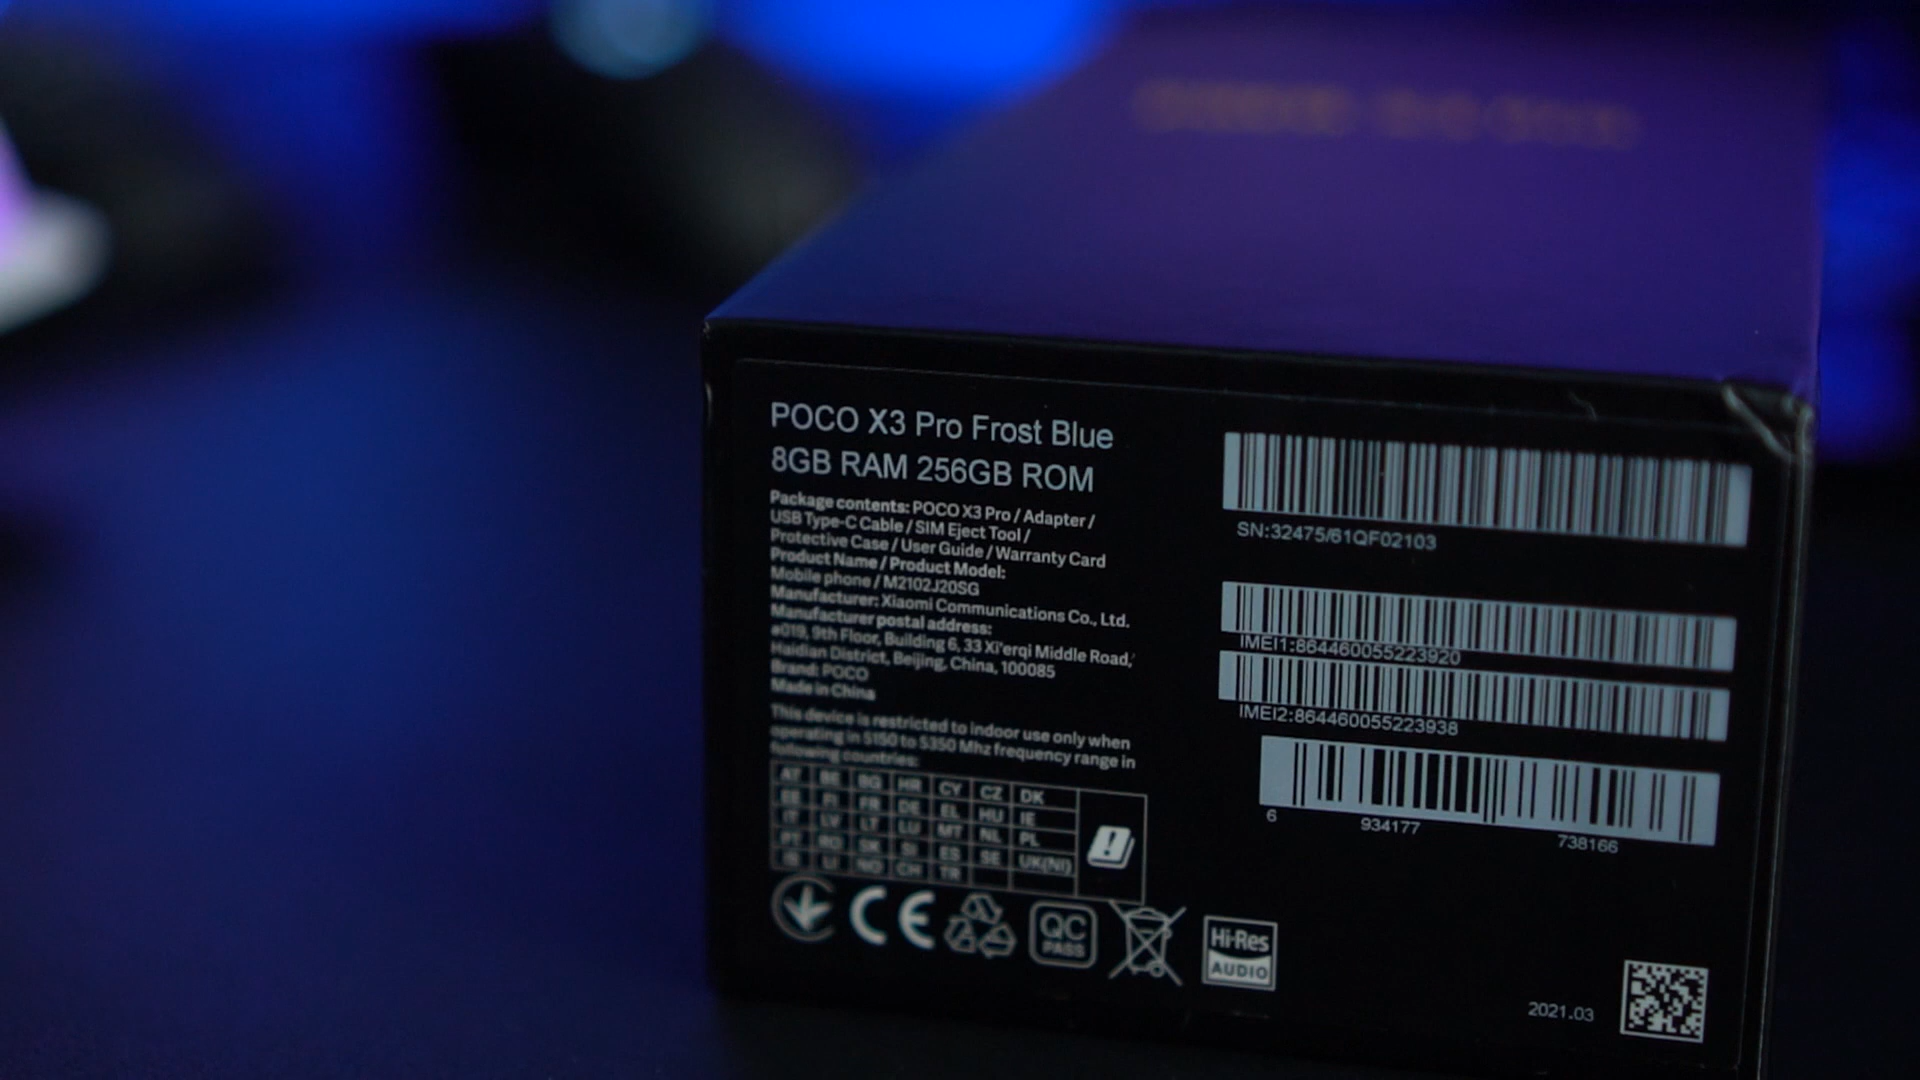 POCO X3 Pro Frost Blue
8GB RAM 256GB ROM
Package contents: POCO X3 Pro / Adapter /
USB Type-C Cable / SIM Eject Tool /
Protective Case / User Guide / Warranty Card
Product Name / Product Model:
Mobile phone / M2102J20SG
Manufacturer: Xiaomi Communications Co., Ltd.
Manufacturer postal address:
#019, 9th Floor, Building 6, 33 Xi'erqi Middle Road,
Haidian District, Beijing, China, 100085
Brand: POCO
Made in China
This device is restricted to indoor use only when
operating in 5150 to 5350 Mhz frequency range in
following countries:
AT BE BG HR CY CZ DK
EE FI FR DE EL HU IE
IT LV LT LU MT NL PL
PT RO SK SI ES SE UK(NI)
IS LI NO CH TR
CE
QC
PASS
Hi-Res
AUDIO
SN:32475/61QF02103
IMEI1:864460055223920
IMEI2:864460055223938
6 934177 738166
2021.03